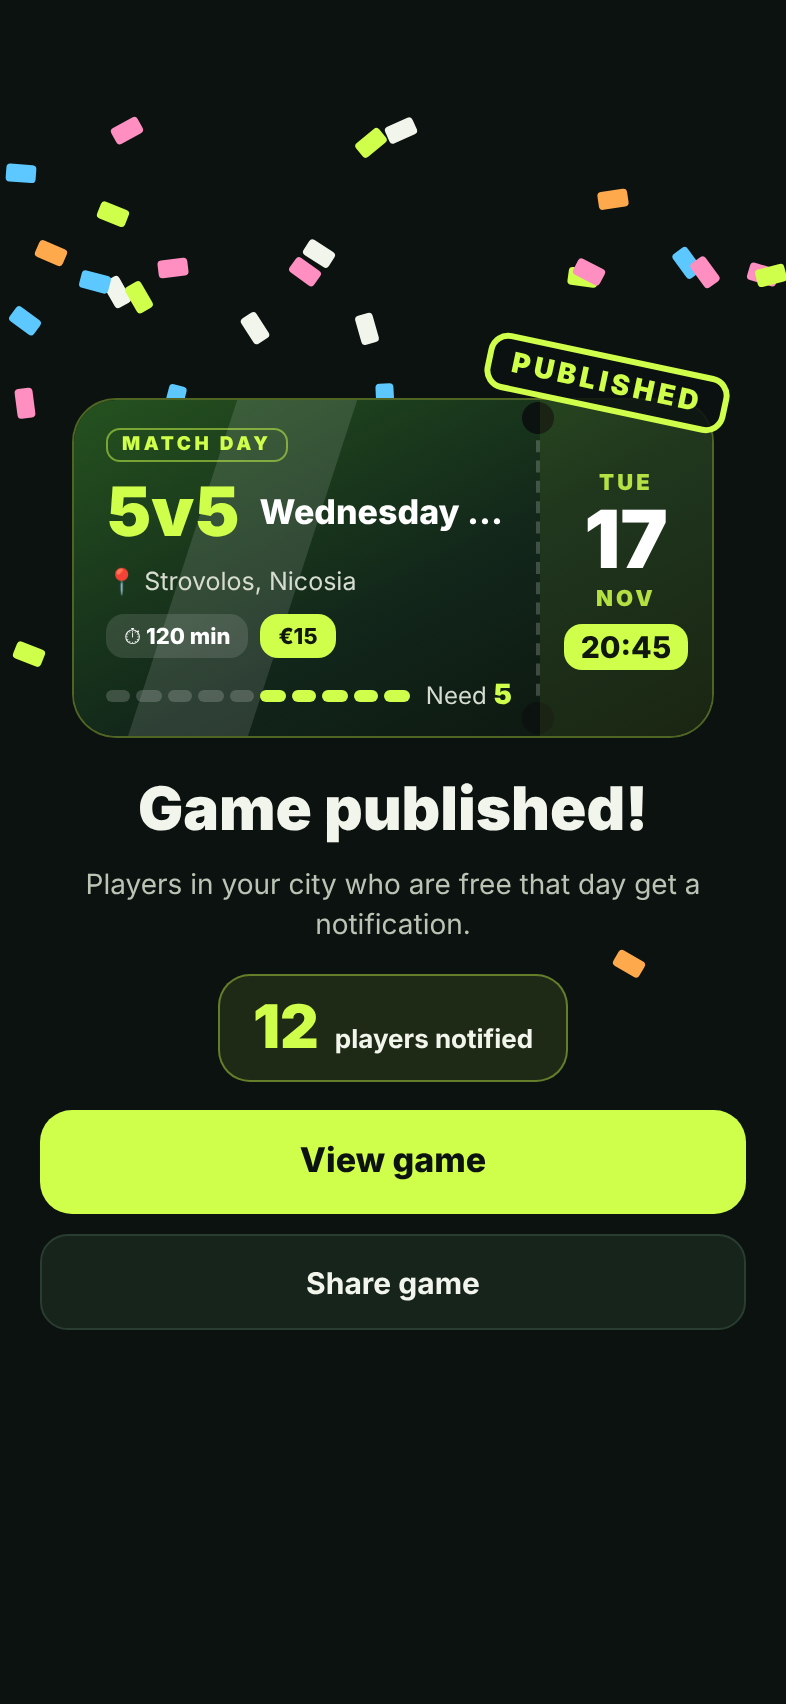 PUBLISHED
MATCH DAY
5v5 Wednesday ...
Strovolos, Nicosia
120 min €15
Need 5
TUE
17
NOV
20:45
Game published!
Players in your city who are free that day get a
notification.
12 players notified
View game
Share game